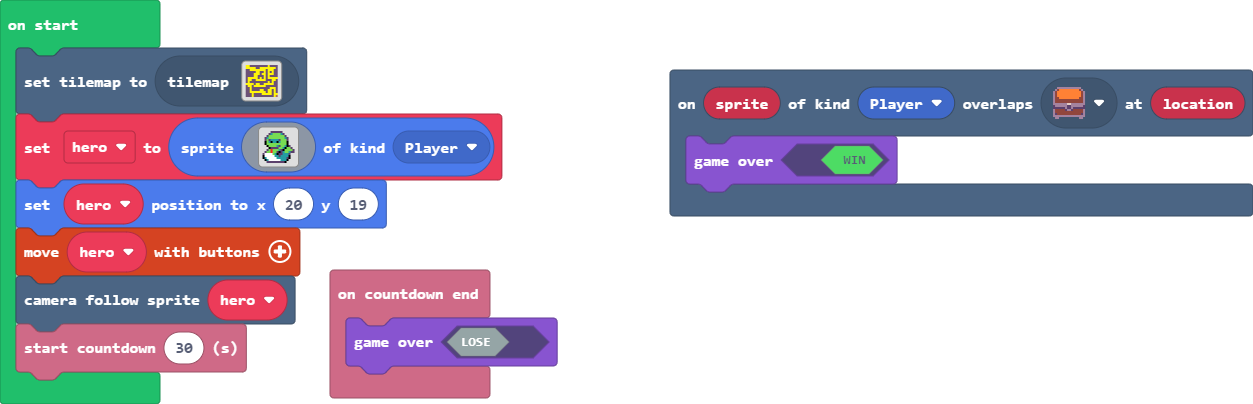 on start
set tilemap to tilemap
set hero to sprite of kind Player
set hero position to x 20 y 19
move hero with buttons
camera follow sprite hero
start countdown 30 (s)
on countdown end
game over LOSE
on sprite of kind Player overlaps at location
game over WIN